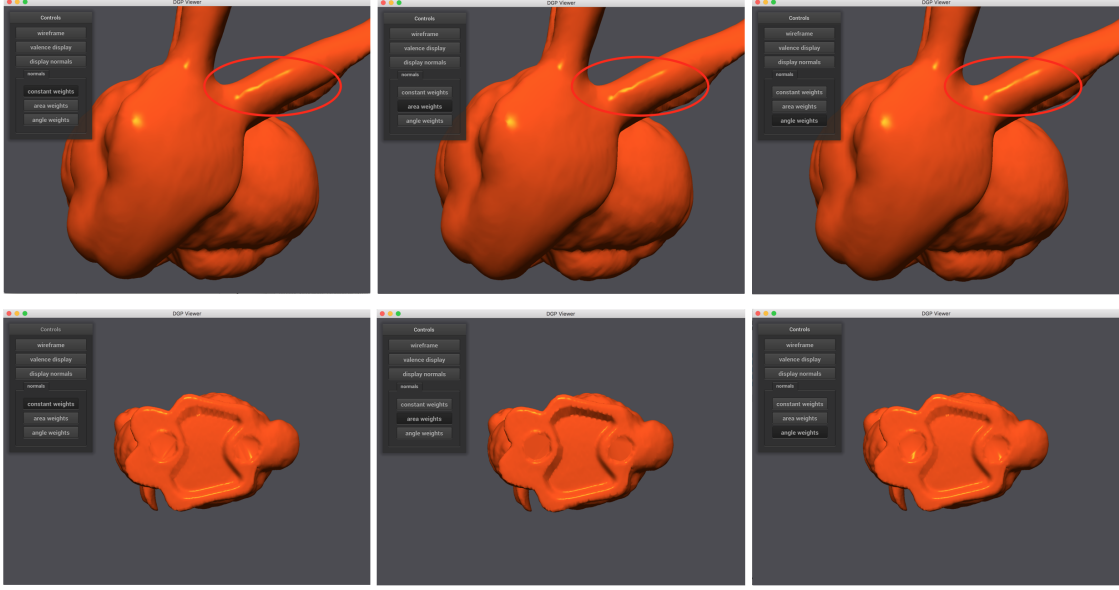 DGP Viewer
Controls
wireframe
valence display
display normals
normals
constant weights
area weights
angle weights
DGP Viewer
Controls
wireframe
valence display
display normals
normals
constant weights
area weights
angle weights
DGP Viewer
Controls
wireframe
valence display
display normals
normals
constant weights
area weights
angle weights
DGP Viewer
Controls
wireframe
valence display
display normals
normals
constant weights
area weights
angle weights
DGP Viewer
Controls
wireframe
valence display
display normals
normals
constant weights
area weights
angle weights
DGP Viewer
Controls
wireframe
valence display
display normals
normals
constant weights
area weights
angle weights